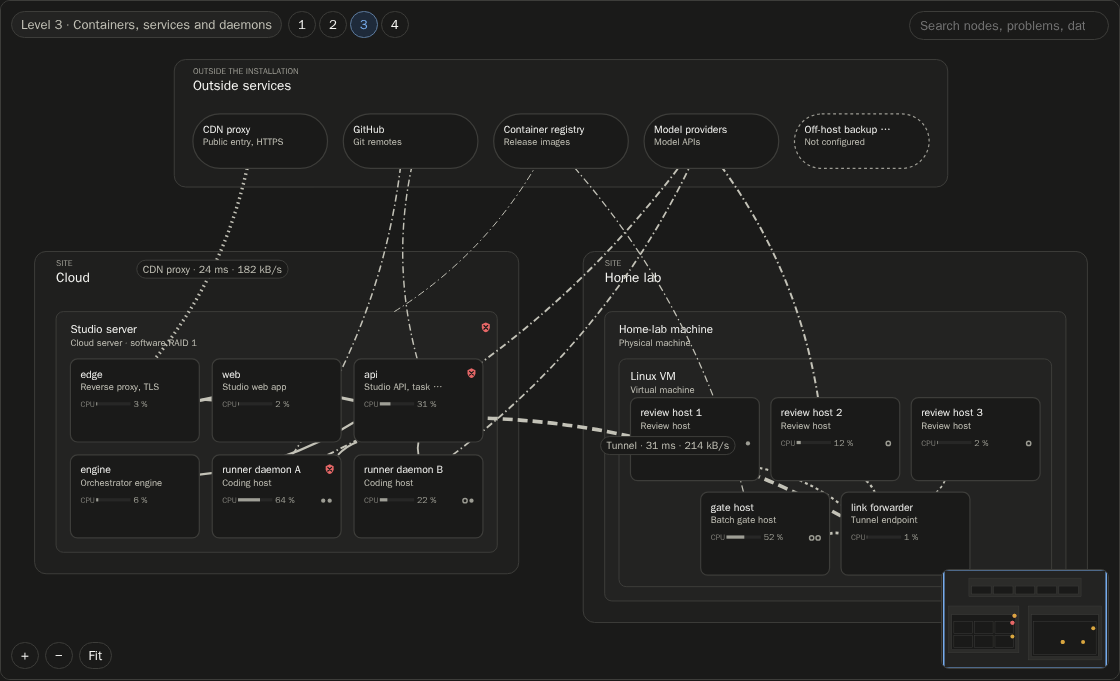 Level 3 · Containers, services and daemons
1
2
3
4
Search nodes, problems, dat
OUTSIDE THE INSTALLATION
Outside services
CDN proxy
Public entry, HTTPS
GitHub
Git remotes
Container registry
Release images
Model providers
Model APIs
Off-host backup ···
Not configured
SITE
Cloud
CDN proxy · 24 ms · 182 kB/s
Studio server
Cloud server · software RAID 1
edge
Reverse proxy, TLS
CPU 3 %
web
Studio web app
CPU 2 %
api
Studio API, task ···
CPU 31 %
engine
Orchestrator engine
CPU 6 %
runner daemon A
Coding host
CPU 64 %
runner daemon B
Coding host
CPU 22 %
SITE
Home lab
Home-lab machine
Physical machine
Linux VM
Virtual machine
review host 1
Review host
Tunnel · 31 ms · 214 kB/s
review host 2
Review host
CPU 12 %
review host 3
Review host
CPU 2 %
gate host
Batch gate host
CPU 52 %
link forwarder
Tunnel endpoint
CPU 1 %
+
−
Fit